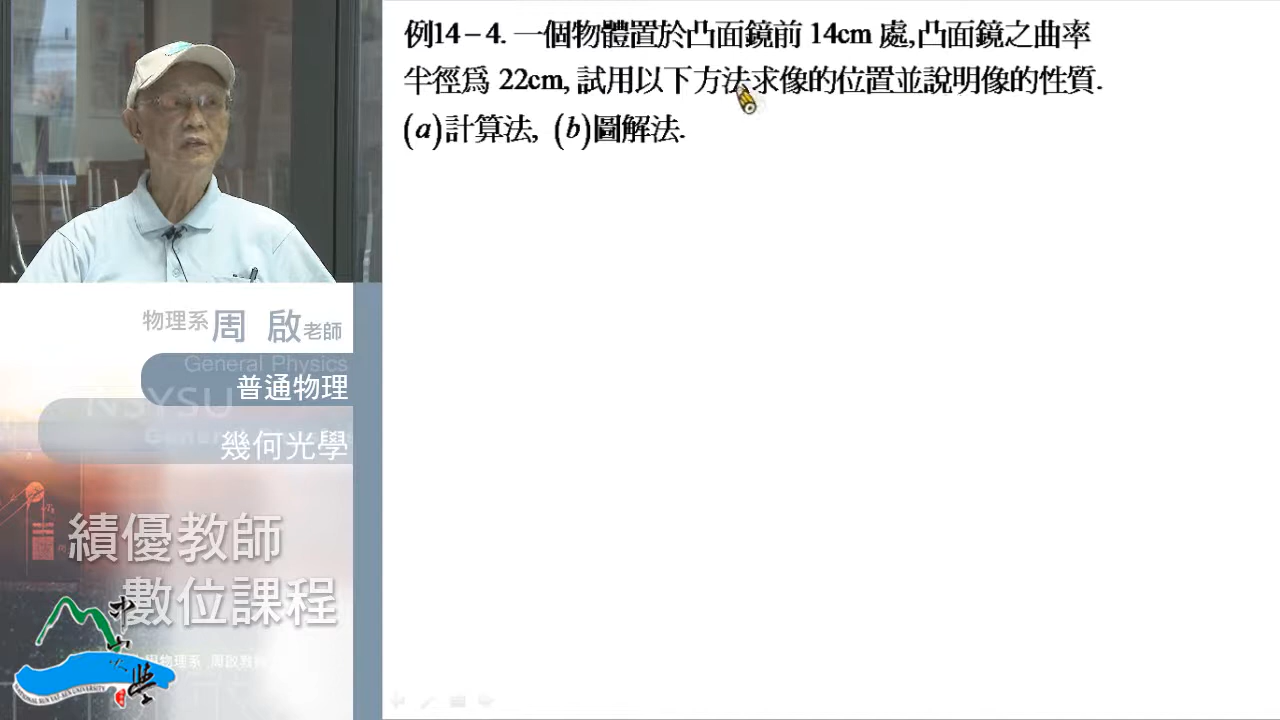 例14－4. 一個物體置於凸面鏡前 14cm 處,凸面鏡之曲率
半徑爲 22cm, 試用以下方法求像的位置並說明像的性質.
(a)計算法, (b)圖解法.
物理系周 啟老師
General Physics
普通物理
NSYSU
幾何光學
績優教師
數位課程